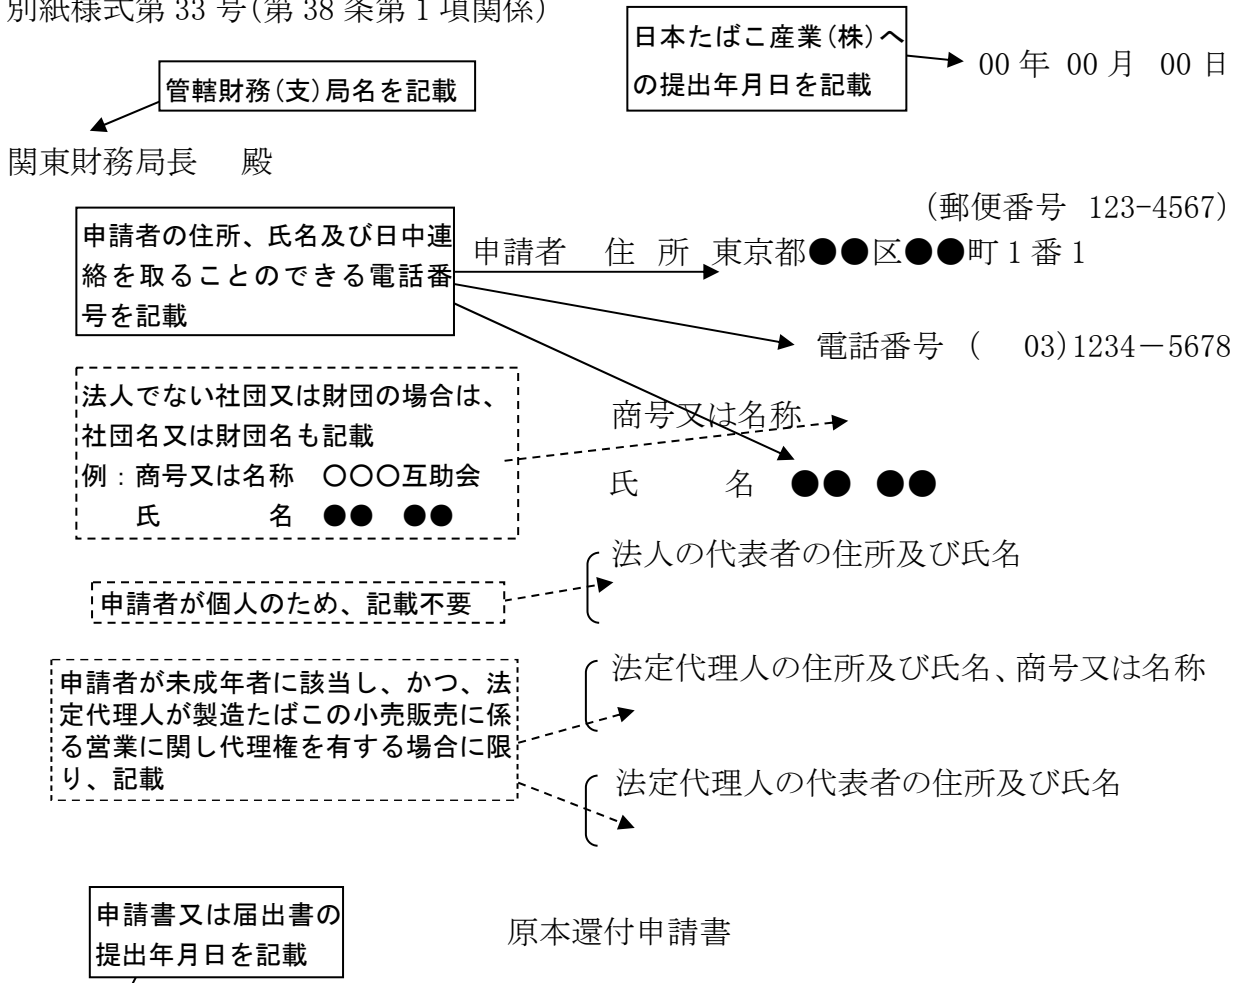 別紙様式第 33 号(第 38 条第 1 項関係)
日本たばこ産業(株)へ
の提出年月日を記載
00 年 00 月 00 日
管轄財務(支)局名を記載
関東財務局長 殿
(郵便番号 123-4567)
申請者の住所、氏名及び日中連
絡を取ることのできる電話番
号を記載
申請者 住 所 東京都●●区●●町 1 番 1
電話番号 ( 03)1234-5678
法人でない社団又は財団の場合は、
社団名又は財団名も記載
例:商号又は名称 〇〇〇互助会
氏 名 ●● ●●
商号又は名称
氏 名 ●● ●●
法人の代表者の住所及び氏名
申請者が個人のため、記載不要
法定代理人の住所及び氏名、商号又は名称
申請者が未成年者に該当し、かつ、法
定代理人が製造たばこの小売販売に係
る営業に関し代理権を有する場合に限
り、記載
法定代理人の代表者の住所及び氏名
申請書又は届出書の
提出年月日を記載
原本還付申請書